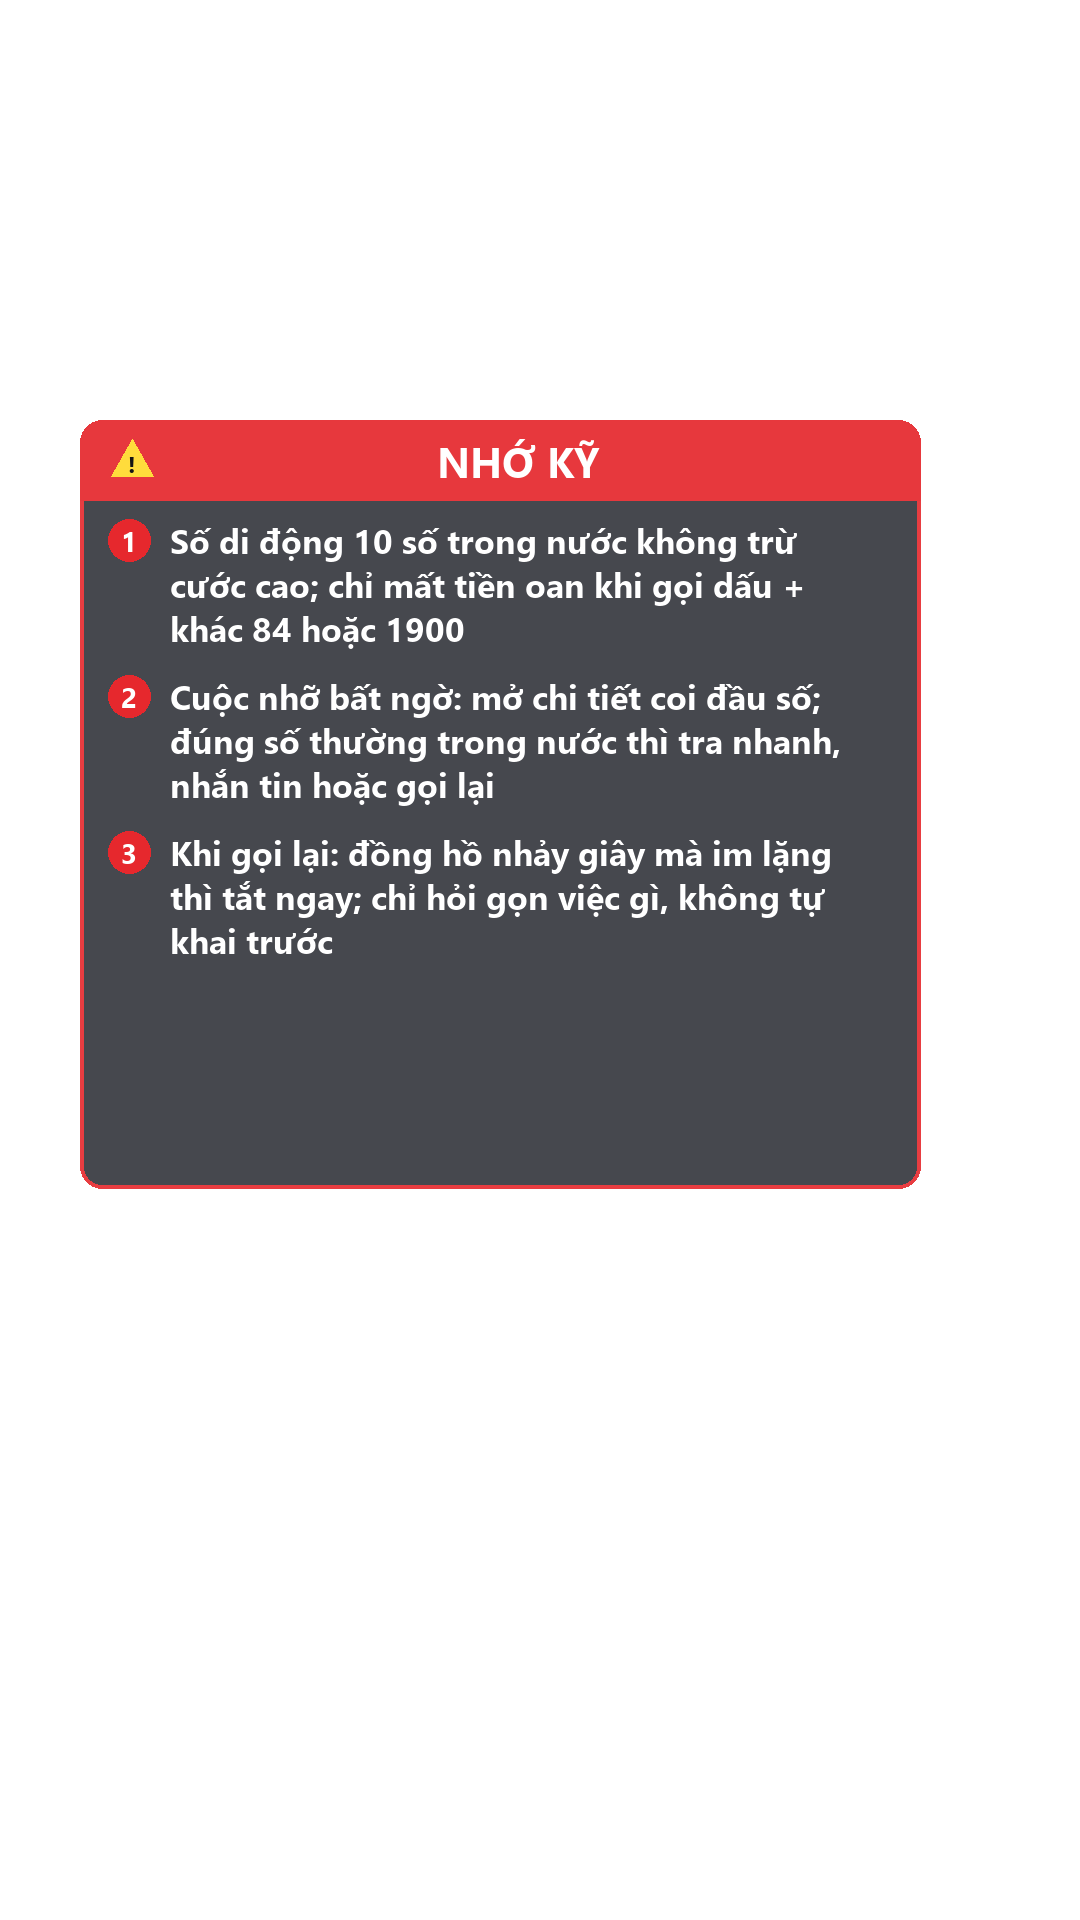 !
NHỚ KỸ
1 Số di động 10 số trong nước không trừ
cước cao; chỉ mất tiền oan khi gọi dấu +
khác 84 hoặc 1900
2 Cuộc nhỡ bất ngờ: mở chi tiết coi đầu số;
đúng số thường trong nước thì tra nhanh,
nhắn tin hoặc gọi lại
3 Khi gọi lại: đồng hồ nhảy giây mà im lặng
thì tắt ngay; chỉ hỏi gọn việc gì, không tự
khai trước